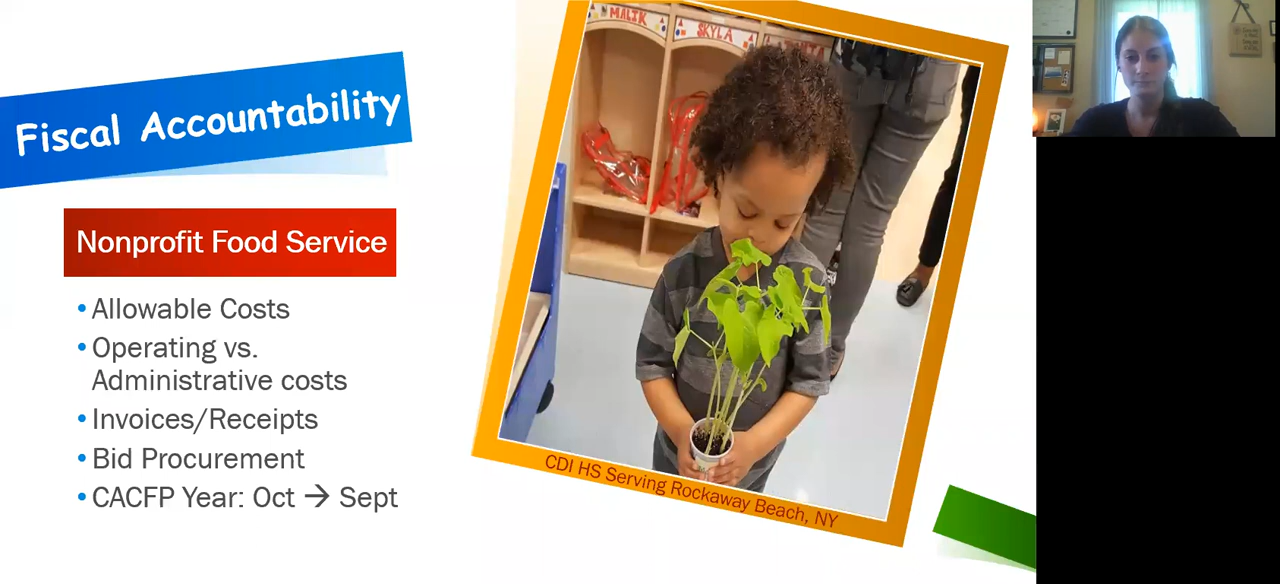 Fiscal Accountability
Nonprofit Food Service
• Allowable Costs
• Operating vs.
Administrative costs
• Invoices/Receipts
• Bid Procurement
• CACFP Year: Oct → Sept
MALIK
SKYLA
CDI HS Serving Rockaway Beach, NY